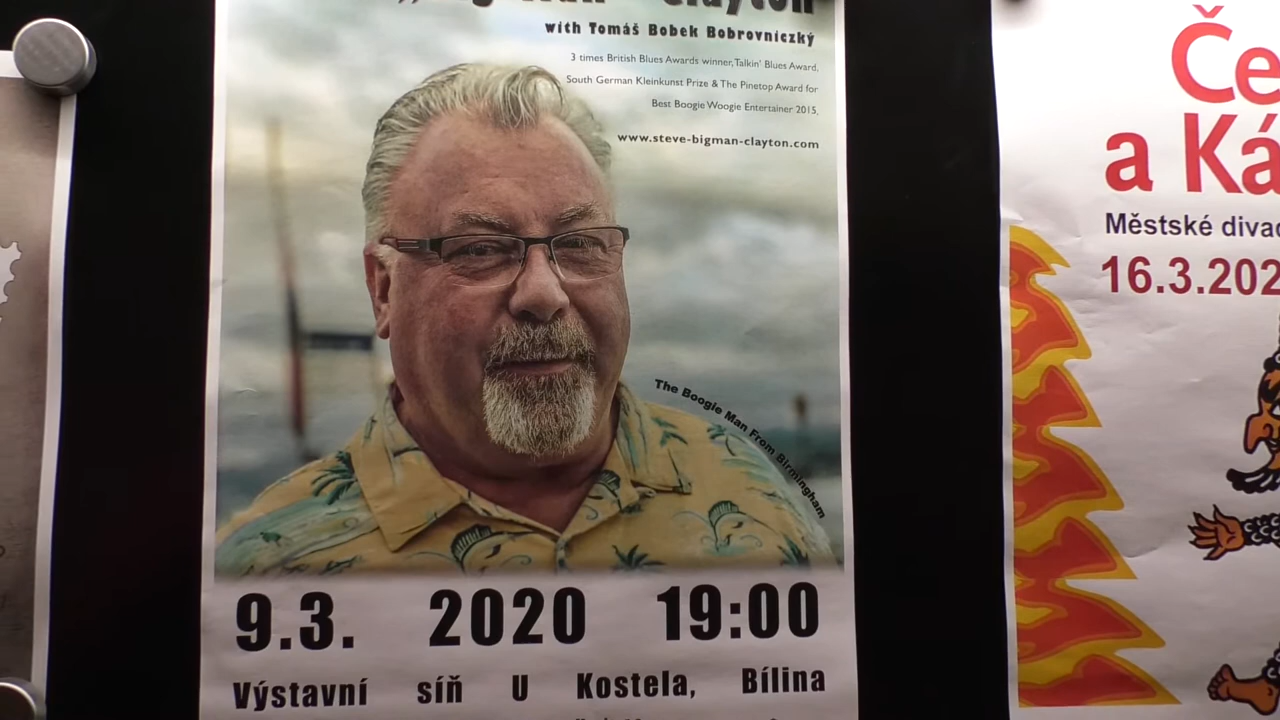 Clayton"
with Tomáš Bobek Bobrovniczký
3 times British Blues Awards winner, Talkin' Blues Award,
South German Kleinkunst Prize & The Pinetop Award for
Best Boogie Woogie Entertainer 2015,
www.steve-bigman-clayton.com
The Boogie Man From Birmingham
9.3. 2020 19:00
Výstavní síň U Kostela, Bílina
Če
a Ká
Městské divad
16.3.202